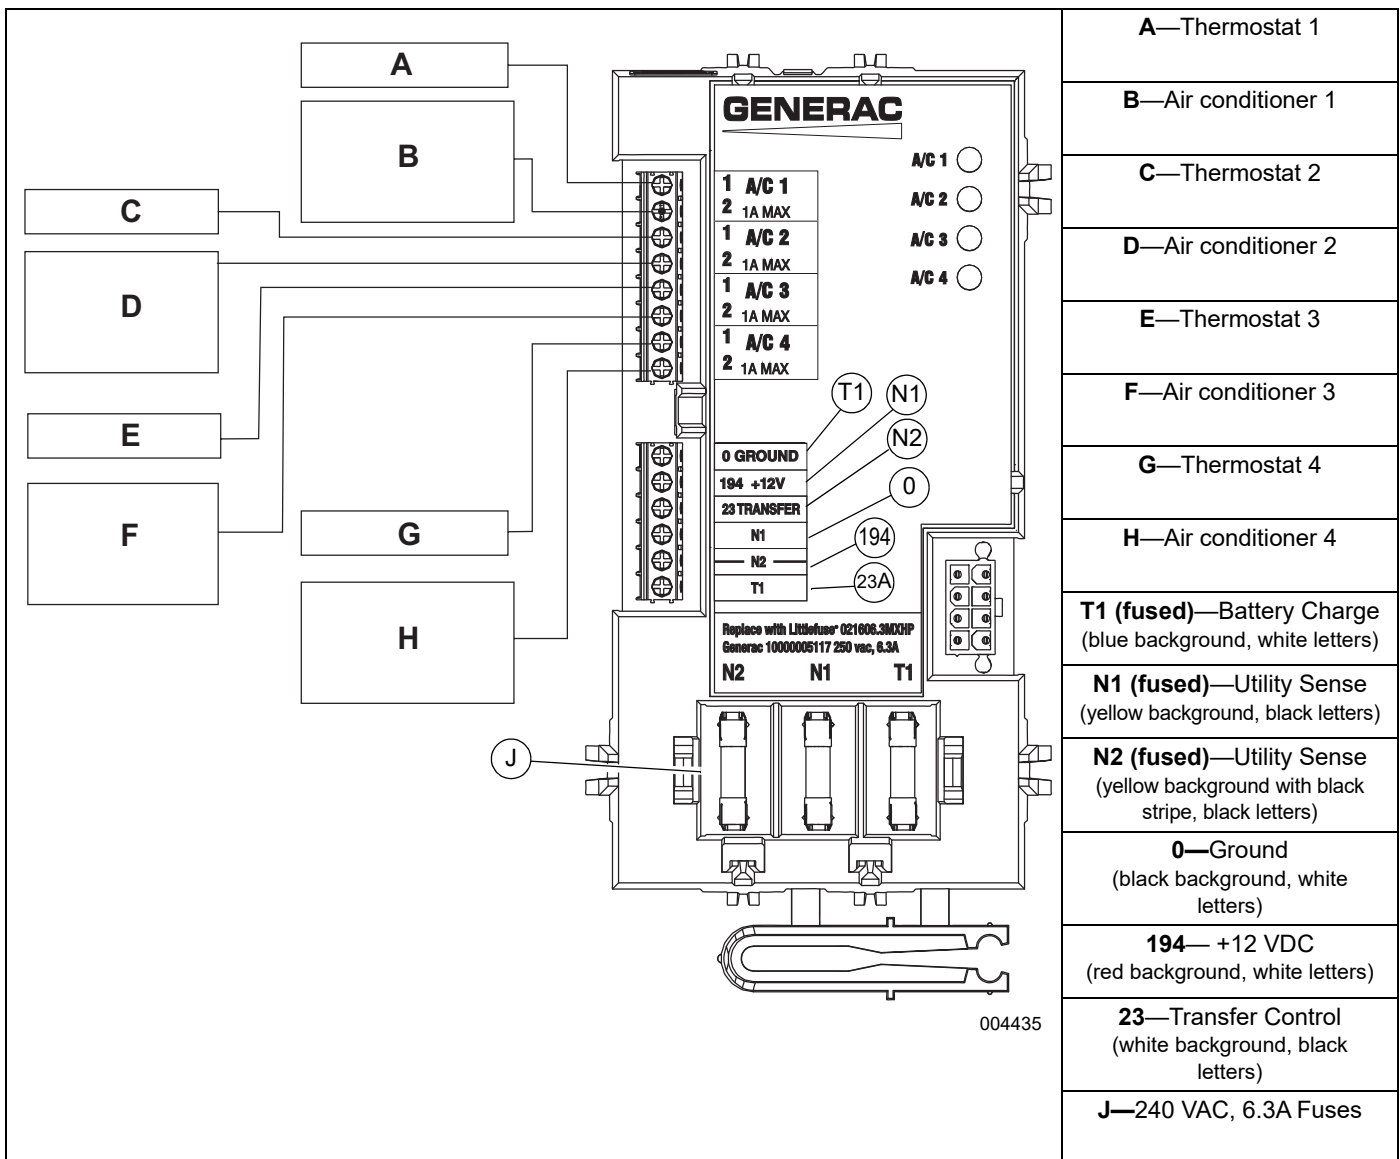 A
B
C
D
E
F
G
H
J
GENERAC
A/C 1
A/C 2
A/C 3
A/C 4
1 A/C 1
2 1A MAX
1 A/C 2
2 1A MAX
1 A/C 3
2 1A MAX
1 A/C 4
2 1A MAX
T1
N1
N2
0
194
23A
0 GROUND
194 +12V
23 TRANSFER
N1
N2
T1
Replace with Littlefuse® 021606.3MXHP
Generac 10000005117 250 vac, 6.3A
N2 N1 T1
004435
A—Thermostat 1
B—Air conditioner 1
C—Thermostat 2
D—Air conditioner 2
E—Thermostat 3
F—Air conditioner 3
G—Thermostat 4
H—Air conditioner 4
T1 (fused)—Battery Charge
(blue background, white letters)
N1 (fused)—Utility Sense
(yellow background, black letters)
N2 (fused)—Utility Sense
(yellow background with black
stripe, black letters)
0—Ground
(black background, white
letters)
194— +12 VDC
(red background, white letters)
23—Transfer Control
(white background, black
letters)
J—240 VAC, 6.3A Fuses